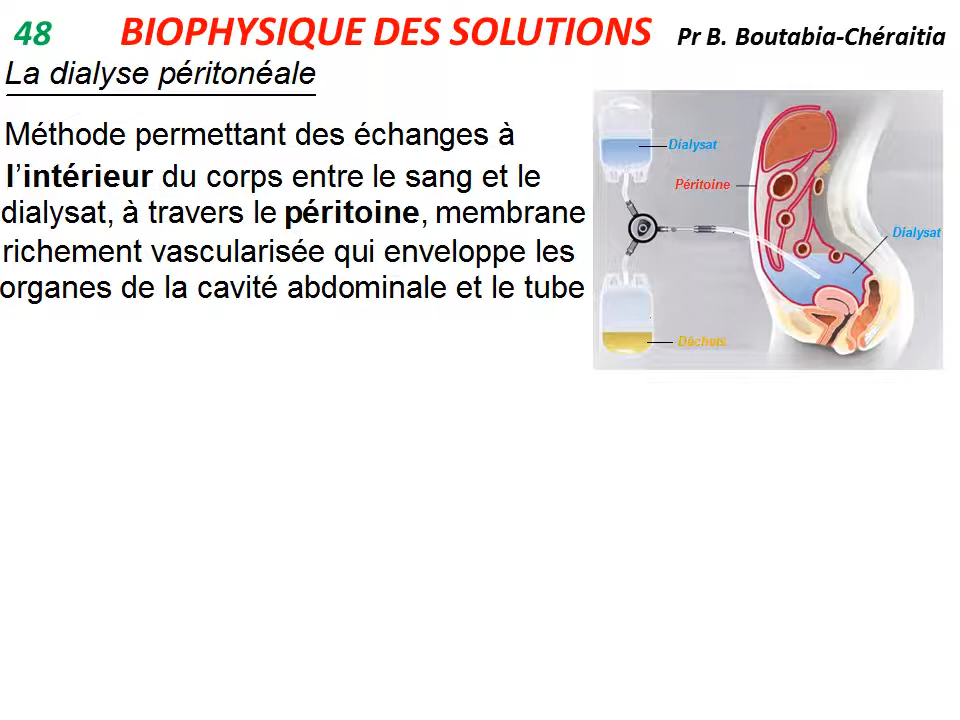 48 BIOPHYSIQUE DES SOLUTIONS Pr B. Boutabia-Chéraitia
La dialyse péritonéale
Méthode permettant des échanges à
l’intérieur du corps entre le sang et le
dialysat, à travers le péritoine, membrane
richement vascularisée qui enveloppe les
organes de la cavité abdominale et le tube
Dialysat
Péritoine
Dialysat
Déchets